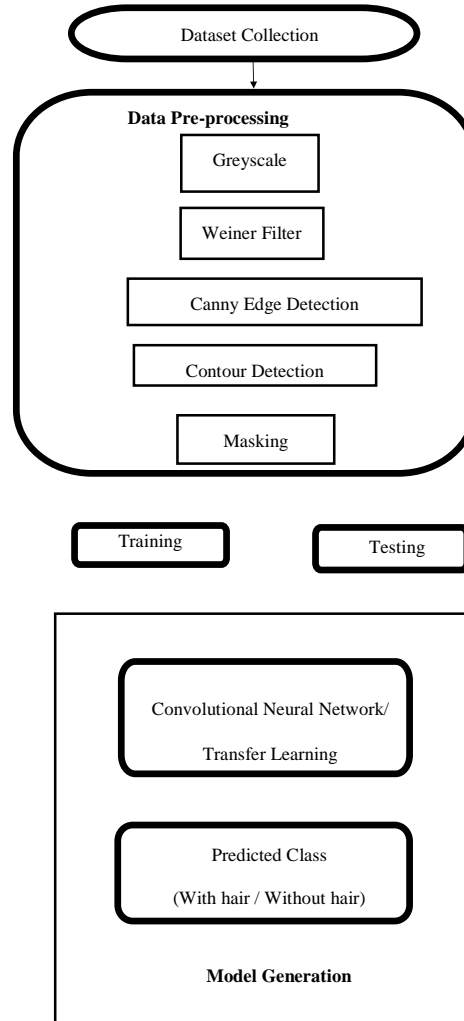 Dataset Collection
Data Pre-processing
Greyscale
Weiner Filter
Canny Edge Detection
Contour Detection
Masking
Training
Testing
Convolutional Neural Network/
Transfer Learning
Predicted Class
(With hair / Without hair)
Model Generation